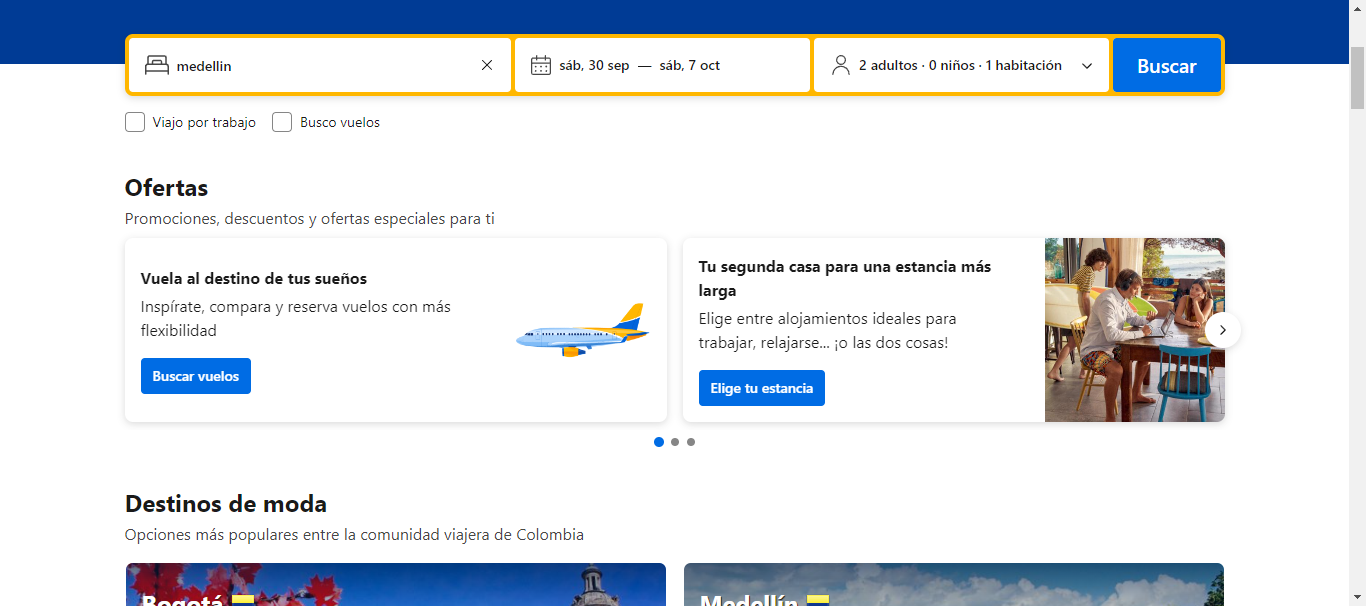 medellin
sáb, 30 sep — sáb, 7 oct
2 adultos · 0 niños · 1 habitación
Buscar
Viajo por trabajo
Busco vuelos
Ofertas
Promociones, descuentos y ofertas especiales para ti
Vuela al destino de tus sueños
Inspírate, compara y reserva vuelos con más
flexibilidad
Buscar vuelos
Tu segunda casa para una estancia más
larga
Elige entre alojamientos ideales para
trabajar, relajarse... ¡o las dos cosas!
Elige tu estancia
Destinos de moda
Opciones más populares entre la comunidad viajera de Colombia
Bogotá
Medellín